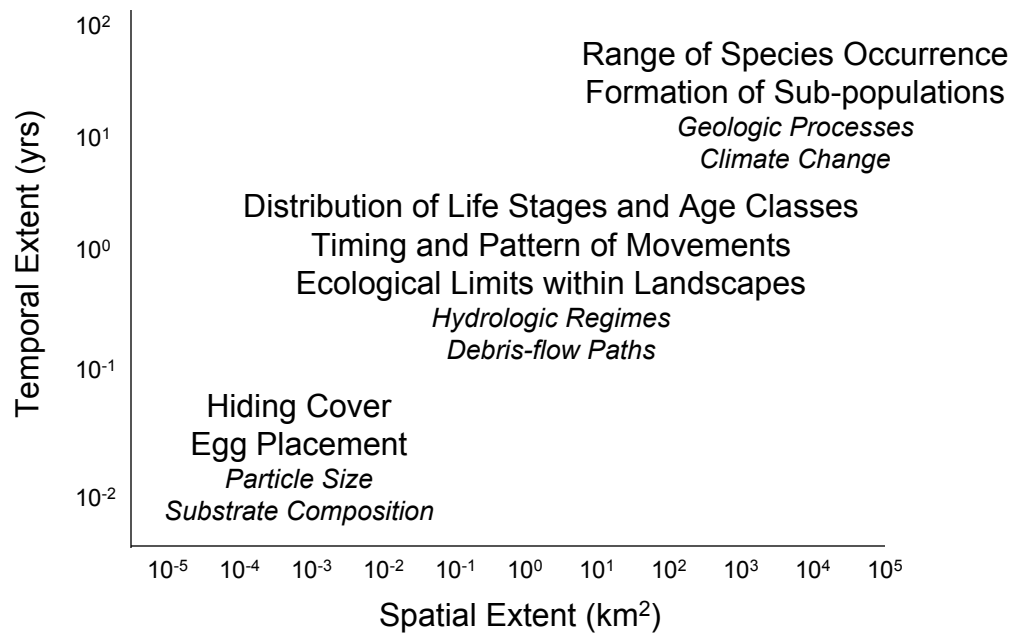 10²
Range of Species Occurrence
Formation of Sub-populations
Geologic Processes
10¹
Climate Change
Distribution of Life Stages and Age Classes
Timing and Pattern of Movements
10⁰
Ecological Limits within Landscapes
Hydrologic Regimes
Debris-flow Paths
10⁻¹
Hiding Cover
Egg Placement
Particle Size
10⁻²
Substrate Composition
Temporal Extent (yrs)
10⁻⁵ 10⁻⁴ 10⁻³ 10⁻² 10⁻¹ 10⁰ 10¹ 10² 10³ 10⁴ 10⁵
Spatial Extent (km²)